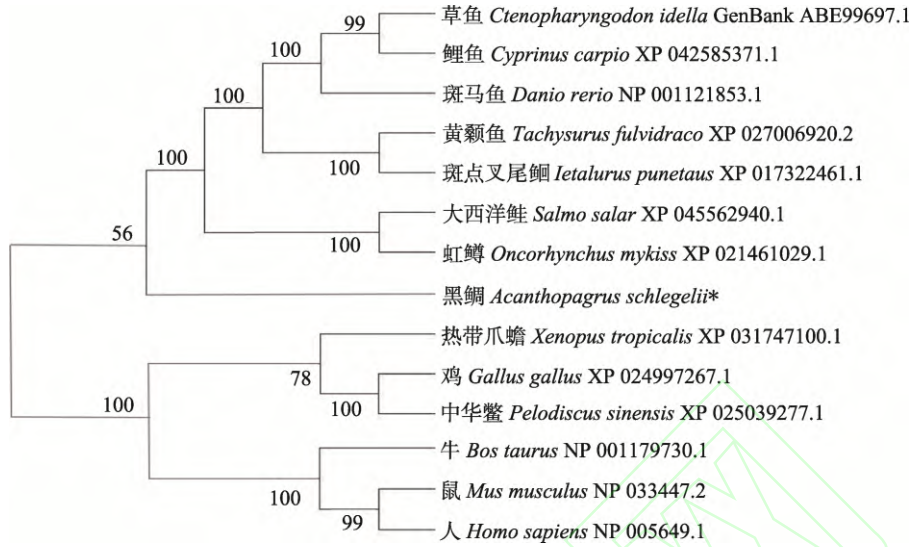 草鱼 Ctenopharyngodon idella GenBank ABE99697.1
99
鲤鱼 Cyprinus carpio XP 042585371.1
100
斑马鱼 Danio rerio NP 001121853.1
100
黄颡鱼 Tachysurus fulvidraco XP 027006920.2
100
100
斑点叉尾鮰 Ietalurus punetaus XP 017322461.1
大西洋鲑 Salmo salar XP 045562940.1
56
100
虹鳟 Oncorhynchus mykiss XP 021461029.1
黑鲷 Acanthopagrus schlegelii*
热带爪蟾 Xenopus tropicalis XP 031747100.1
78
鸡 Gallus gallus XP 024997267.1
100
100
中华鳖 Pelodiscus sinensis XP 025039277.1
牛 Bos taurus NP 001179730.1
100
鼠 Mus musculus NP 033447.2
99
人 Homo sapiens NP 005649.1